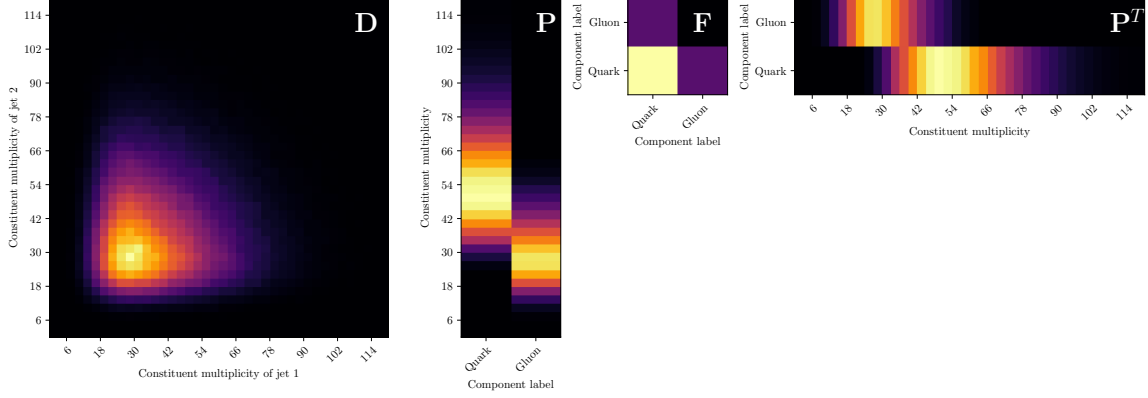 D
114
102
90
78
66
54
42
30
18
6
Constituent multiplicity of jet 2
6 18 30 42 54 66 78 90 102 114
Constituent multiplicity of jet 1
P
114
102
90
78
66
54
42
30
18
6
Constituent multiplicity
Quark Gluon
Component label
F
Gluon
Quark
Component label
Quark Gluon
Component label
P^T
Gluon
Quark
Component label
6 18 30 42 54 66 78 90 102 114
Constituent multiplicity